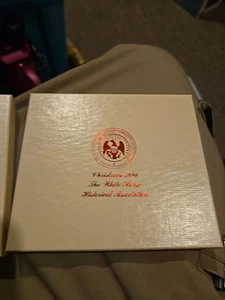 Christmas
The White House
Historical Association